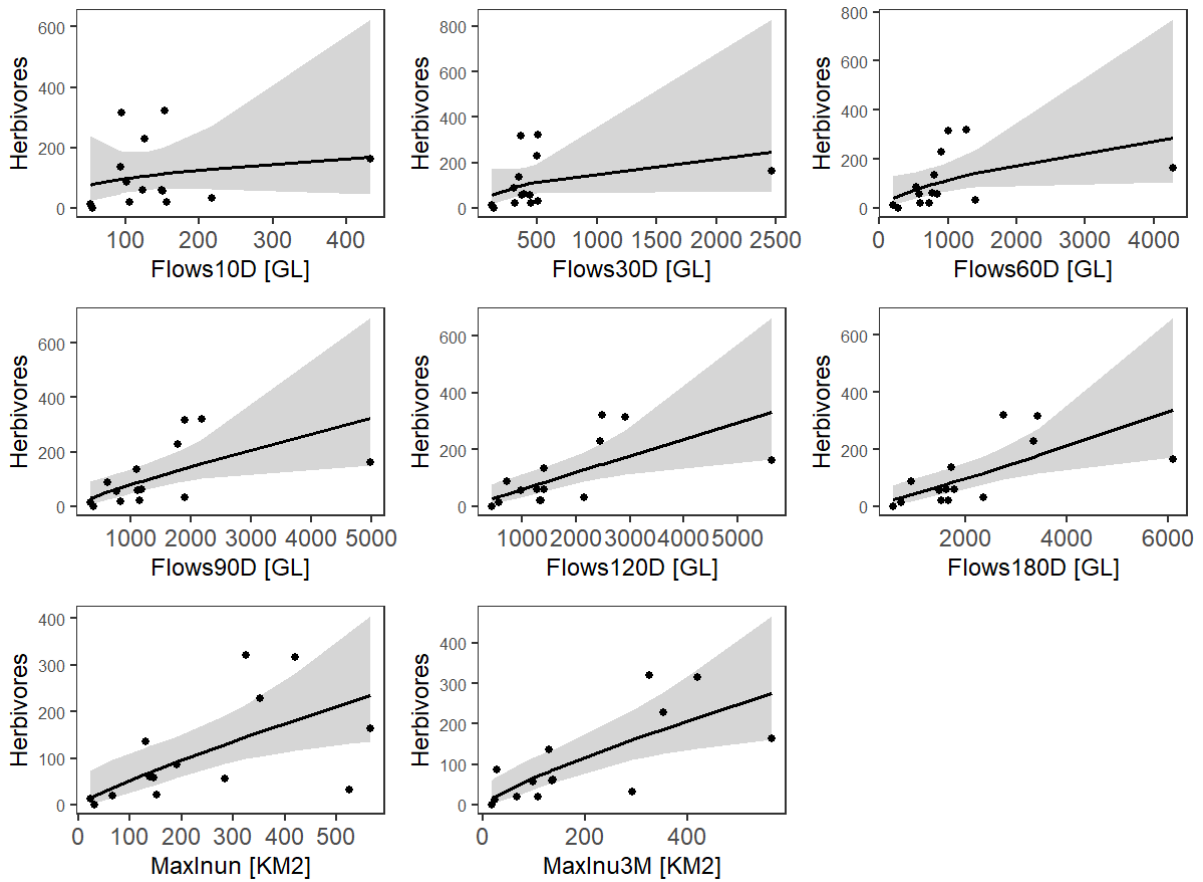 Herbivores
600
400
200
0
100 200 300 400
Flows10D [GL]
Herbivores
800
600
400
200
0
500 1000 1500 2000 2500
Flows30D [GL]
Herbivores
800
600
400
200
0
0 1000 2000 3000 4000
Flows60D [GL]
Herbivores
600
400
200
0
1000 2000 3000 4000 5000
Flows90D [GL]
Herbivores
600
400
200
0
1000 2000 3000 4000 5000
Flows120D [GL]
Herbivores
600
400
200
0
2000 4000 6000
Flows180D [GL]
Herbivores
400
300
200
100
0
0 100 200 300 400 500
MaxInun [KM2]
Herbivores
400
300
200
100
0
0 200 400
MaxInu3M [KM2]